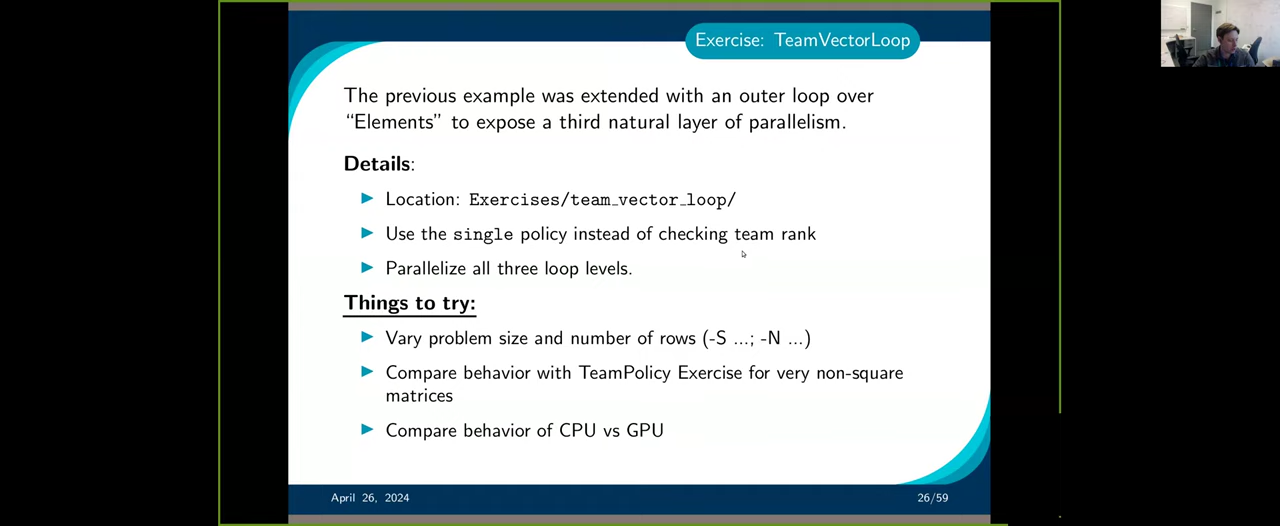 Exercise: TeamVectorLoop
The previous example was extended with an outer loop over
“Elements” to expose a third natural layer of parallelism.
Details:
Location: Exercises/team_vector_loop/
Use the single policy instead of checking team rank
Parallelize all three loop levels.
Things to try:
Vary problem size and number of rows (-S ...; -N ...)
Compare behavior with TeamPolicy Exercise for very non-square
matrices
Compare behavior of CPU vs GPU
April 26, 2024
26/59